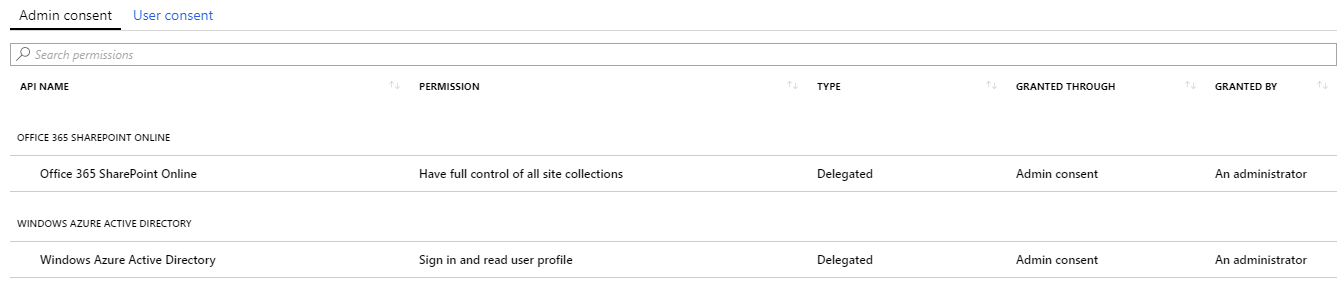 Admin consent User consent
Search permissions
API NAME PERMISSION TYPE GRANTED THROUGH GRANTED BY
OFFICE 365 SHAREPOINT ONLINE
Office 365 SharePoint Online Have full control of all site collections Delegated Admin consent An administrator
WINDOWS AZURE ACTIVE DIRECTORY
Windows Azure Active Directory Sign in and read user profile Delegated Admin consent An administrator